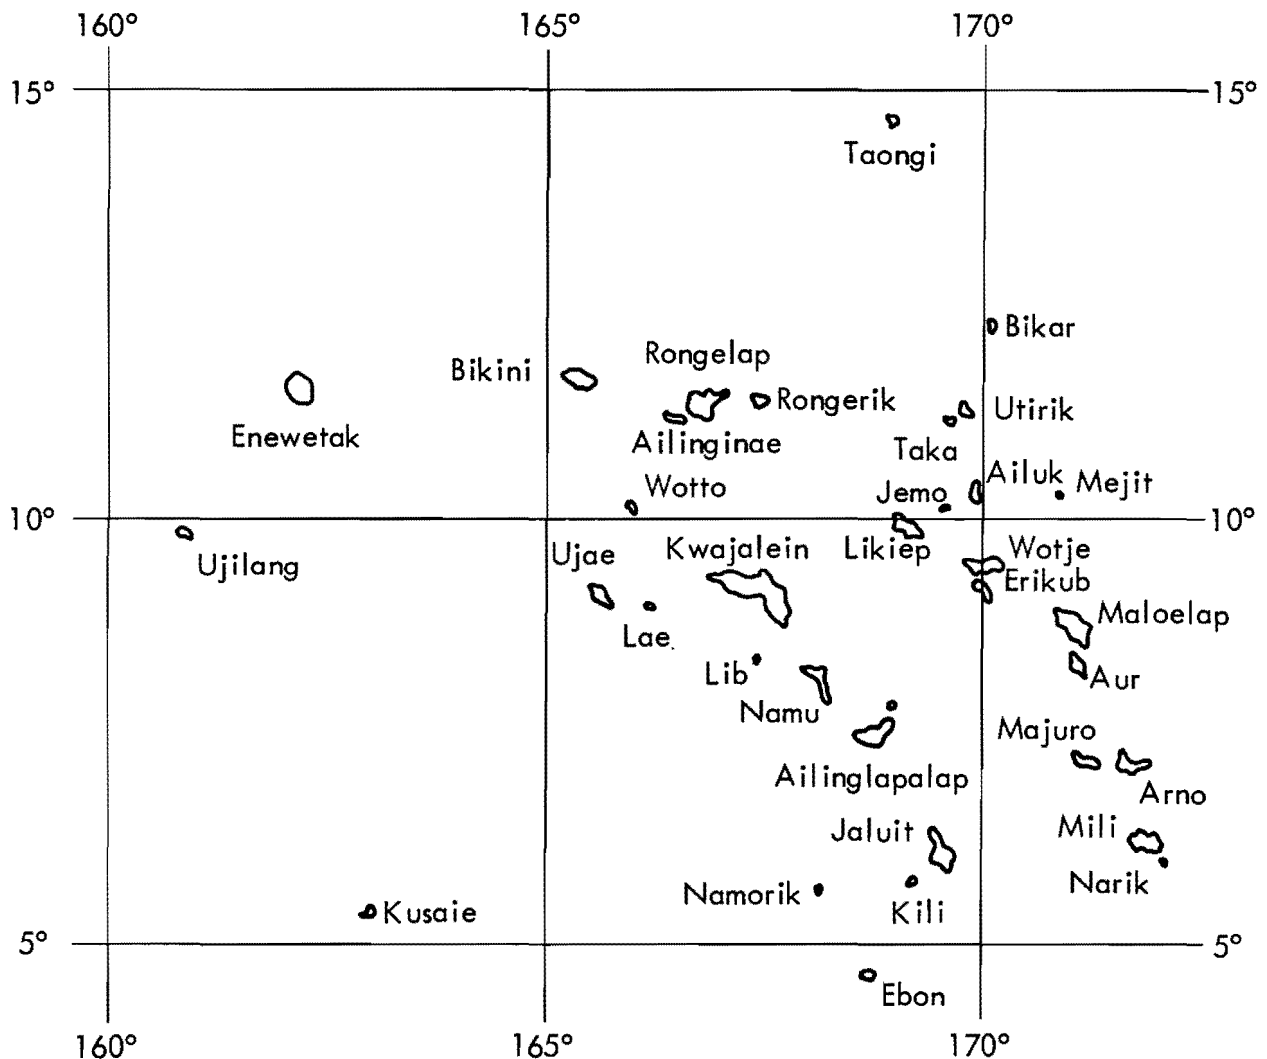 160° 165° 170°
15° 15°
Taongi
Bikar
Rongelap
Bikini
Rongerik
Utirik
Enewetak
Ailinginae
Taka
Ailuk
Mejit
Wotto
Jemo
10° 10°
Ujilang
Ujae
Kwajalein
Likiep
Wotje
Erikub
Maloelap
Lae
Lib
Aur
Namu
Majuro
Ailinglapalap
Arno
Jaluit
Mili
Narik
Namorik
Kili
Kusaie
5° 5°
Ebon
160° 165° 170°